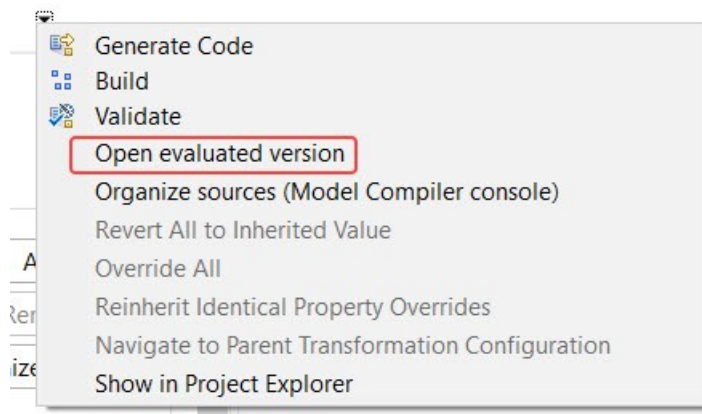 Generate Code
Build
Validate
Open evaluated version
Organize sources (Model Compiler console)
Revert All to Inherited Value
Override All
Reinherit Identical Property Overrides
Navigate to Parent Transformation Configuration
Show in Project Explorer